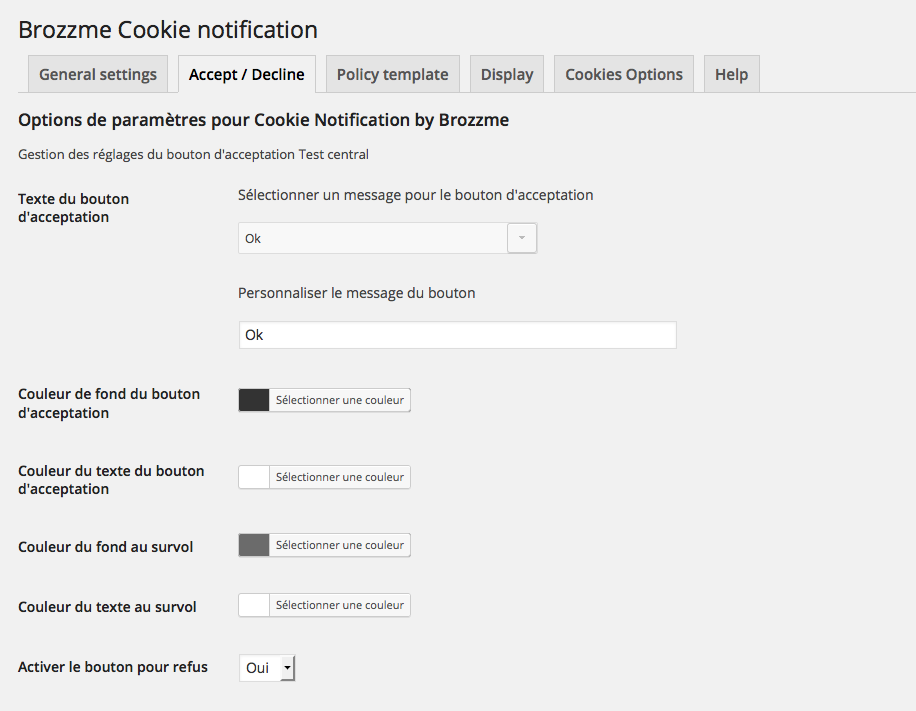 Brozzme Cookie notification
General settings
Accept / Decline
Policy template
Display
Cookies Options
Help
Options de paramètres pour Cookie Notification by Brozzme
Gestion des réglages du bouton d'acceptation Test central
Texte du bouton
d'acceptation
Sélectionner un message pour le bouton d'acceptation
Ok
Personnaliser le message du bouton
Ok
Couleur de fond du bouton
d'acceptation
Sélectionner une couleur
Couleur du texte du bouton
d'acceptation
Sélectionner une couleur
Couleur du fond au survol
Sélectionner une couleur
Couleur du texte au survol
Sélectionner une couleur
Activer le bouton pour refus
Oui